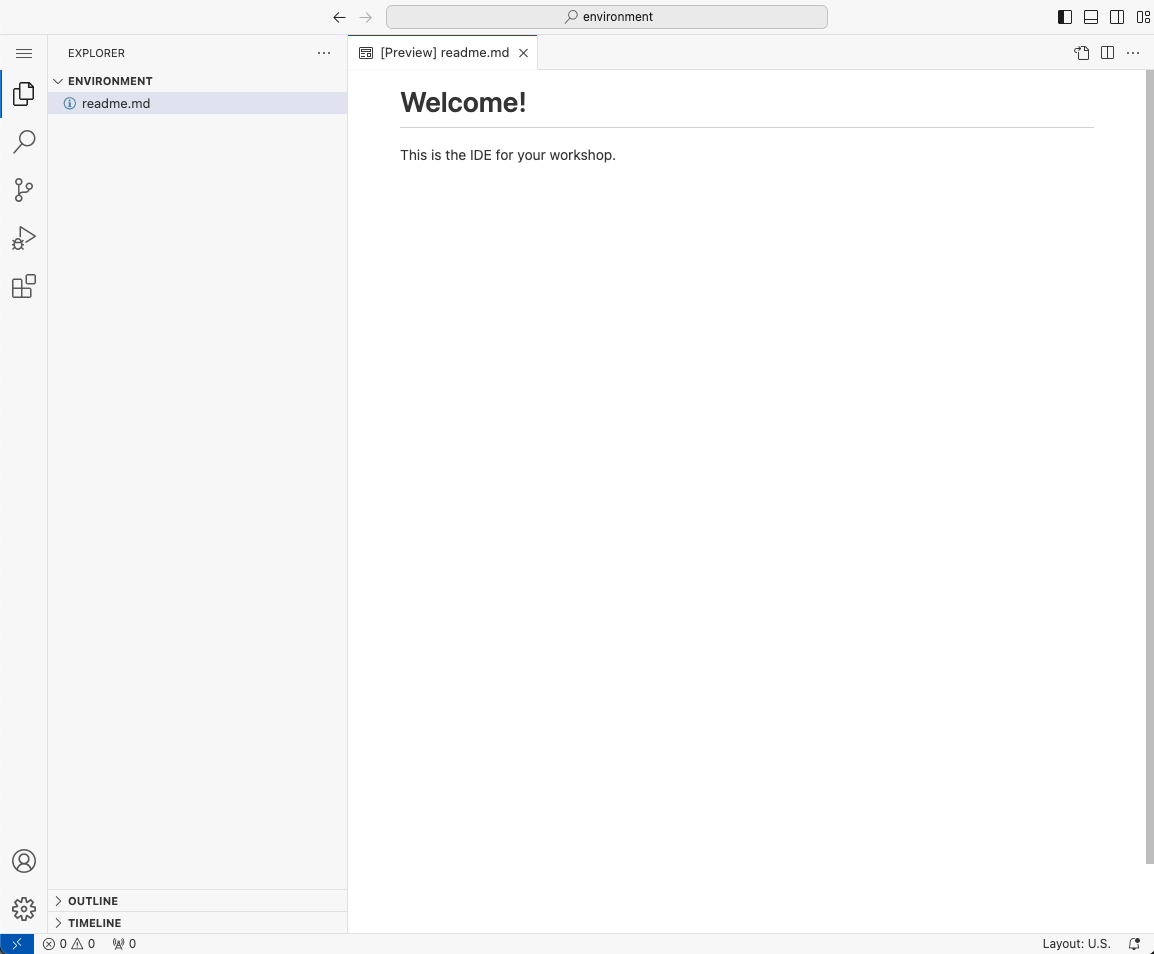 environment
EXPLORER
[Preview] readme.md
ENVIRONMENT
readme.md
Welcome!
This is the IDE for your workshop.
OUTLINE
TIMELINE
0 0 0
Layout: U.S.